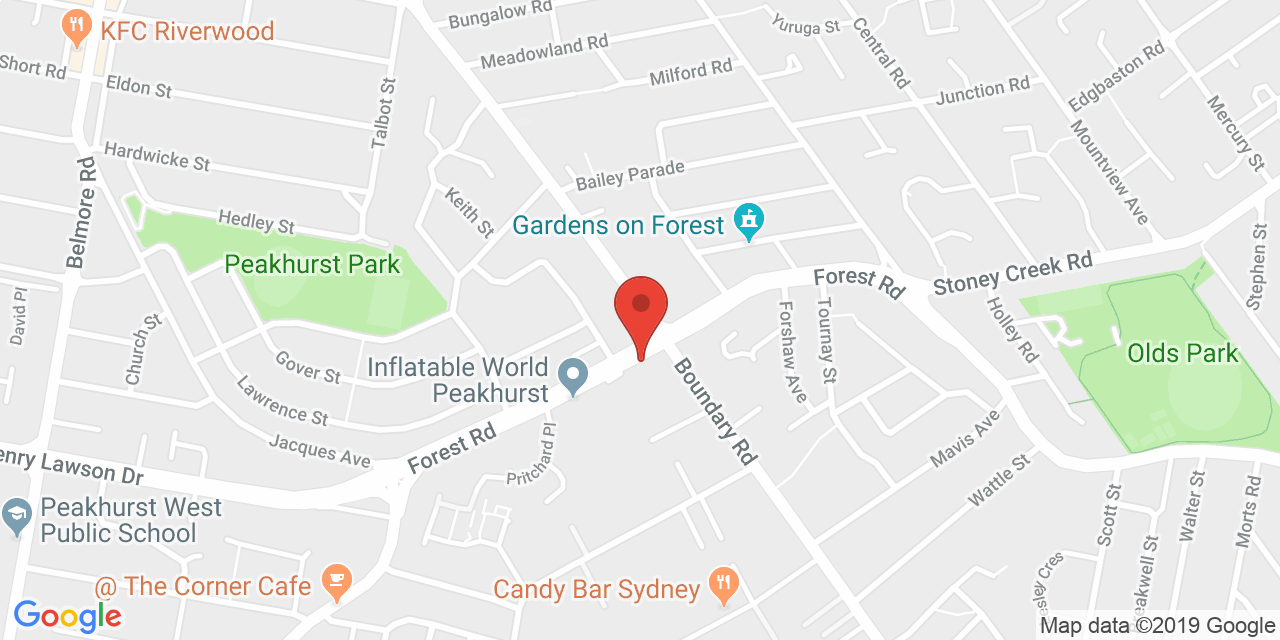 Bungalow Rd
KFC Riverwood
Yuruga St
Central Rd
Meadowland Rd
Short Rd
Eldon St
Milford Rd
Edgbaston Rd
Junction Rd
Talbot St
Mercury St
Hardwicke St
Mountview Ave
Bailey Parade
Belmore Rd
Keith St
Hedley St
Gardens on Forest
Peakhurst Park
Stephen St
Stoney Creek Rd
Forest Rd
David Pl
Church St
Holley Rd
Forshaw Ave
Tournay St
Olds Park
Gover St
Inflatable World
Peakhurst
Lawrence St
Boundary Rd
Jacques Ave
Forest Rd
Mavis Ave
Pritchard Pl
enry Lawson Dr
Wattle St
Scott St
Walter St
Morts Rd
Peakhurst West
Public School
@ The Corner Cafe
Candy Bar Sydney
esley Cres
eakwell St
Google
Map data ©2019 Google